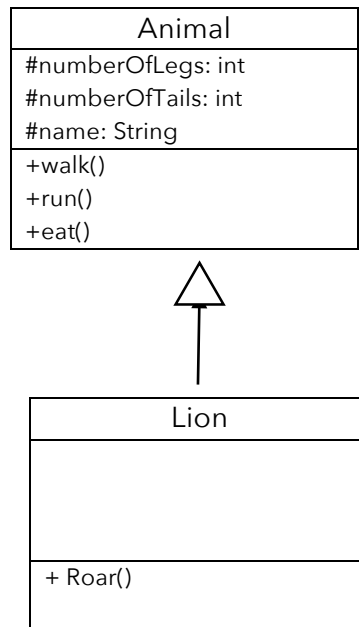 Animal
#numberOfLegs: int
#numberOfTails: int
#name: String
+walk()
+run()
+eat()
Lion
+ Roar()